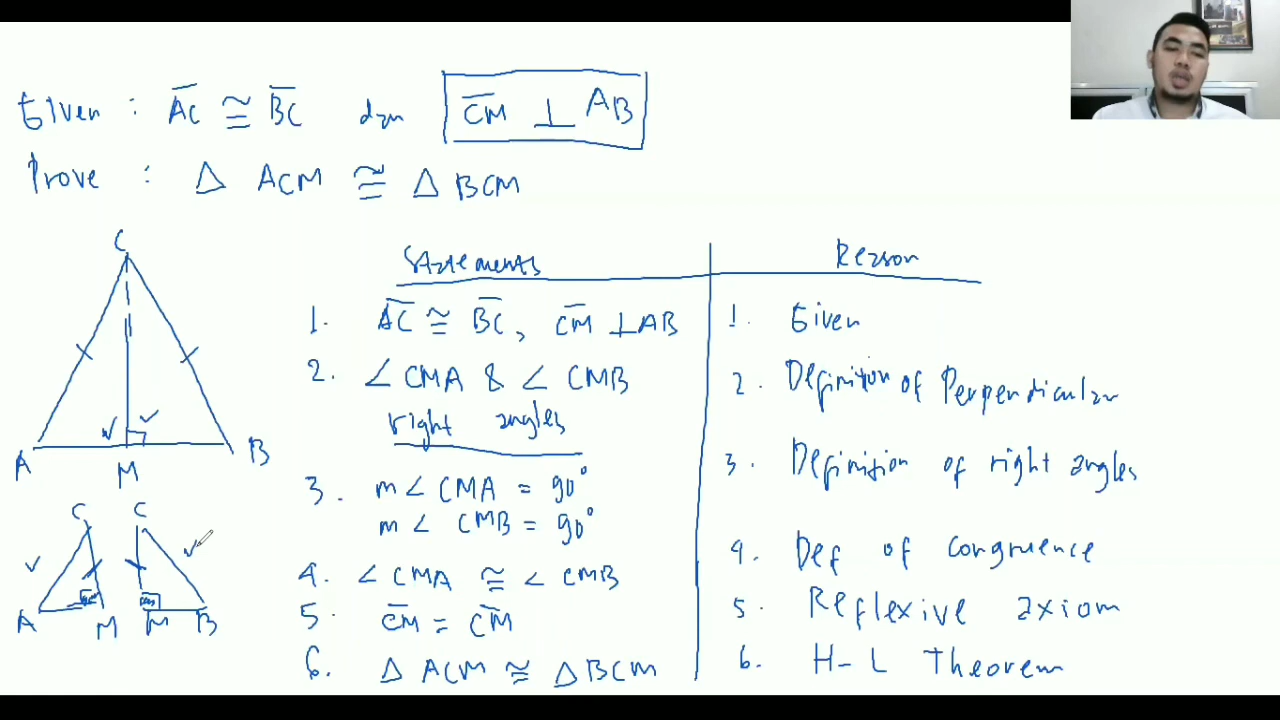 Given : AC ≅ BC dan CM ⊥ AB
Prove : Δ ACM ≅ Δ BCM
C
A
M
B
C
C
A
M
M
B
Statements
Reason
1. AC ≅ BC, CM ⊥ AB
1. Given
2. ∠ CMA & ∠ CMB
right angles
2. Definition of Perpendicular
3. m∠ CMA = 90°
m∠ CMB = 90°
3. Definition of right angles
4. ∠ CMA ≅ ∠ CMB
4. Def of congruence
5. CM = CM
5. Reflexive axiom
6. Δ ACM ≅ Δ BCM
6. H-L Theorem